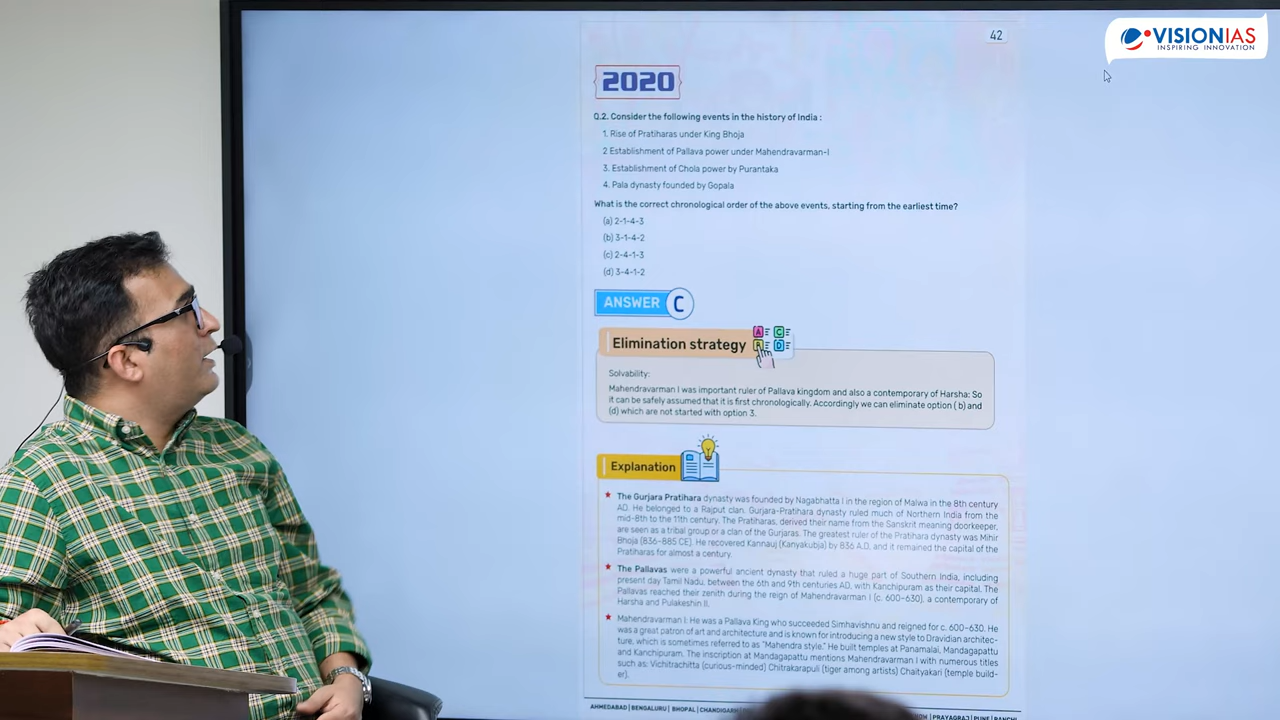 42
VISIONIAS
INSPIRING INNOVATION
2020
Q.2. Consider the following events in the history of India :
1. Rise of Pratiharas under King Bhoja
2 Establishment of Pallava power under Mahendravarman-I
3. Establishment of Chola power by Purantaka
4. Pala dynasty founded by Gopala
What is the correct chronological order of the above events, starting from the earliest time?
(a) 2-1-4-3
(b) 3-1-4-2
(c) 2-4-1-3
(d) 3-4-1-2
ANSWER C
Elimination strategy
A C
B D
Solvability:
Mahendravarman I was important ruler of Pallava kingdom and also a contemporary of Harsha: So
it can be safely assumed that it is first chronologically. Accordingly we can eliminate option ( b) and
(d) which are not started with option 3.
Explanation
The Gurjara Pratihara dynasty was founded by Nagabhatta I in the region of Malwa in the 8th century
AD. He belonged to a Rajput clan. Gurjara-Pratihara dynasty ruled much of Northern India from the
mid-8th to the 11th century. The Pratiharas, derived their name from the Sanskrit meaning doorkeeper,
are seen as a tribal group or a clan of the Gurjaras. The greatest ruler of the Pratihara dynasty was Mihir
Bhoja (836-885 CE). He recovered Kannauj (Kanyakubja) by 836 A.D, and it remained the capital of the
Pratiharas for almost a century.
The Pallavas were a powerful ancient dynasty that ruled a huge part of Southern India, including
present day Tamil Nadu, between the 6th and 9th centuries AD, with Kanchipuram as their capital. The
Pallavas reached their zenith during the reign of Mahendravarman I (c. 600-630), a contemporary of
Harsha and Pulakeshin II.
Mahendravarman I: He was a Pallava King who succeeded Simhavishnu and reigned for c. 600-630. He
was a great patron of art and architecture and is known for introducing a new style to Dravidian architec-
ture, which is sometimes referred to as "Mahendra style." He built temples at Panamalai, Mandagapattu
and Kanchipuram. The inscription at Mandagapattu mentions Mahendravarman I with numerous titles
such as: Vichitrachitta (curious-minded) Chitrakarapuli (tiger among artists) Chaityakari (temple build-
er).
AHMEDABAD | BENGALURU | BHOPAL | CHANDIGARH | PRAYAGRAJ | PUNE | RANCHI